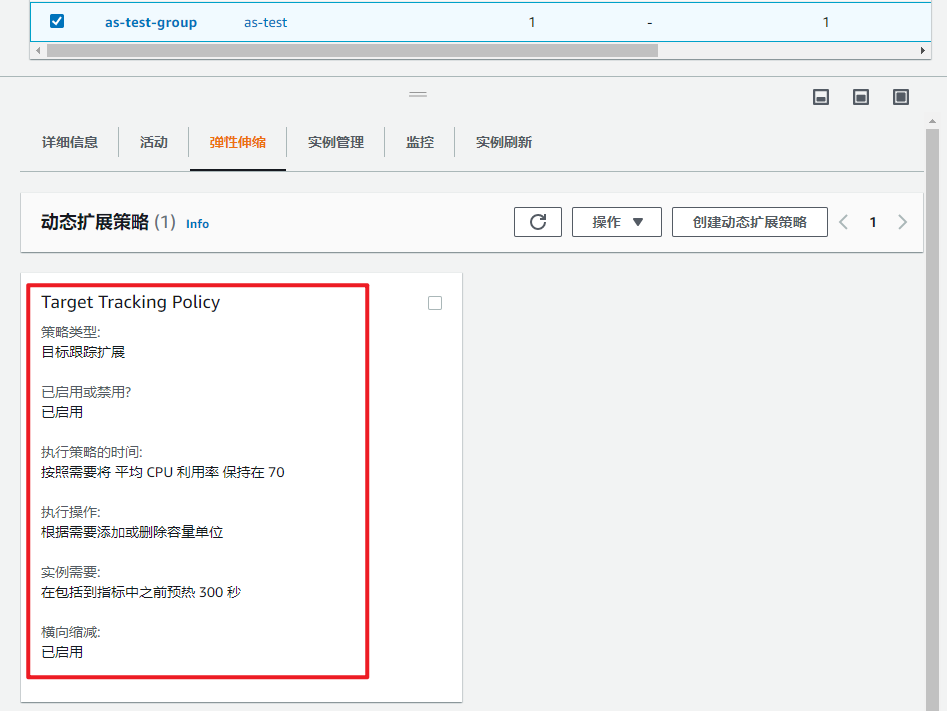 as-test-group as-test 1 - 1
详细信息 活动 弹性伸缩 实例管理 监控 实例刷新
动态扩展策略 (1) Info 操作 创建动态扩展策略 1
Target Tracking Policy
策略类型:
目标跟踪扩展
已启用或禁用?
已启用
执行策略的时间:
按照需要将 平均 CPU 利用率 保持在 70
执行操作:
根据需要添加或删除容量单位
实例需要:
在包括到指标中之前预热 300 秒
横向缩减:
已启用